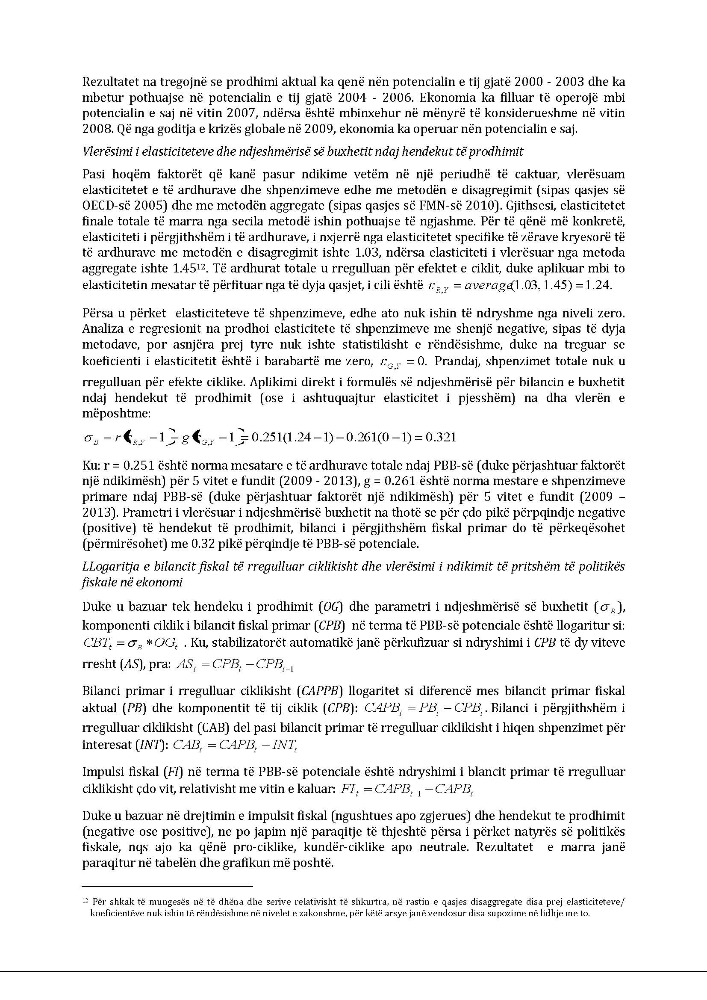 Rezultatet na tregojnë se prodhimi aktual ka qenë nën potencialin e tij gjatë 2000 - 2003 dhe ka
mbetur pothuajse në potencialin e tij gjatë 2004 - 2006. Ekonomia ka filluar të operojë mbi
potencialin e saj në vitin 2007, ndërsa është mbinxehur në mënyrë të konsiderueshme në vitin
2008. Që nga goditja e krizës globale në 2009, ekonomia ka operuar nën potencialin e saj.
Vlerësimi i elasticiteteve dhe ndjeshmërisë së buxhetit ndaj hendekut të prodhimit
Pasi hoqëm faktorët që kanë pasur ndikime vetëm në një periudhë të caktuar, vlerësuam
elasticitetet e të ardhurave dhe shpenzimeve edhe me metodën e disagregimit (sipas qasjes së
OECD-së 2005) dhe me metodën aggregate (sipas qasjes së FMN-së 2010). Gjithsesi, elasticitetet
finale totale të marra nga secila metodë ishin pothuajse të ngjashme. Për të qënë më konkretë,
elasticiteti i përgjithshëm i të ardhurave, i nxjerrë nga elasticitetet specifike të zërave kryesorë të
të ardhurave me metodën e disagregimit ishte 1.03, ndërsa elasticiteti i vlerësuar nga metoda
aggregate ishte 1.45¹². Të ardhurat totale u rregulluan për efektet e ciklit, duke aplikuar mbi to
elasticitetin mesatar të përfituar nga të dyja qasjet, i cili është ε_{R,Y} = average(1.03, 1.45) = 1.24.
Përsa u përket elasticiteteve të shpenzimeve, edhe ato nuk ishin të ndryshme nga niveli zero.
Analiza e regresionit na prodhoi elasticitete të shpenzimeve me shenjë negative, sipas të dyja
metodave, por asnjëra prej tyre nuk ishte statistikisht e rëndësishme, duke na treguar se
koeficienti i elasticitetit është i barabartë me zero, ε_{G,Y} = 0. Prandaj, shpenzimet totale nuk u
rregulluan për efekte ciklike. Aplikimi direkt i formulës së ndjeshmërisë për bilancin e buxhetit
ndaj hendekut të prodhimit (ose i ashtuquajtur elasticitet i pjesshëm) na dha vlerën e
mëposhtme:
σ_B ≡ r(ε_{R,Y} − 1) − g(ε_{G,Y} − 1) = 0.251(1.24 − 1) − 0.261(0 − 1) = 0.321
Ku: r = 0.251 është norma mesatare e të ardhurave totale ndaj PBB-së (duke përjashtuar faktorët
një ndikimësh) për 5 vitet e fundit (2009 - 2013), g = 0.261 është norma mestare e shpenzimeve
primare ndaj PBB-së (duke përjashtuar faktorët një ndikimësh) për 5 vitet e fundit (2009 –
2013). Prametri i vlerësuar i ndjeshmërisë buxhetit na thotë se për çdo pikë përpqindje negative
(positive) të hendekut të prodhimit, bilanci i përgjithshëm fiskal primar do të përkeqësohet
(përmirësohet) me 0.32 pikë përqindje të PBB-së potenciale.
LLogaritja e bilancit fiskal të rregulluar ciklikisht dhe vlerësimi i ndikimit të pritshëm të politikës
fiskale në ekonomi
Duke u bazuar tek hendeku i prodhimit (OG) dhe parametri i ndjeshmërisë së buxhetit (σ_B),
komponenti ciklik i bilancit fiskal primar (CPB) në terma të PBB-së potenciale është llogaritur si:
CBT_t = σ_B * OG_t . Ku, stabilizatorët automatikë janë përkufizuar si ndryshimi i CPB të dy viteve
rresht (AS), pra: AS_t = CPB_t − CPB_{t−1}
Bilanci primar i rregulluar ciklikisht (CAPPB) llogaritet si diferencë mes bilancit primar fiskal
aktual (PB) dhe komponentit të tij ciklik (CPB): CAPB_t = PB_t − CPB_t. Bilanci i përgjithshëm i
rregulluar ciklikisht (CAB) del pasi bilancit primar të rregulluar ciklikisht i hiqen shpenzimet për
interesat (INT): CAB_t = CAPB_t − INT_t
Impulsi fiskal (FI) në terma të PBB-së potenciale është ndryshimi i blancit primar të rregulluar
ciklikisht çdo vit, relativisht me vitin e kaluar: FI_t = CAPB_{t−1} − CAPB_t
Duke u bazuar në drejtimin e impulsit fiskal (ngushtues apo zgjerues) dhe hendekut te prodhimit
(negative ose positive), ne po japim një paraqitje të thjeshtë përsa i përket natyrës së politikës
fiskale, nqs ajo ka qënë pro-ciklike, kundër-ciklike apo neutrale. Rezultatet e marra janë
paraqitur në tabelën dhe grafikun më poshtë.
¹² Për shkak të mungesës në të dhëna dhe serive relativisht të shkurtra, në rastin e qasjes disaggregate disa prej elasticiteteve/
koeficientëve nuk ishin të rëndësishme në nivelet e zakonshme, për këtë arsye janë vendosur disa supozime në lidhje me to.